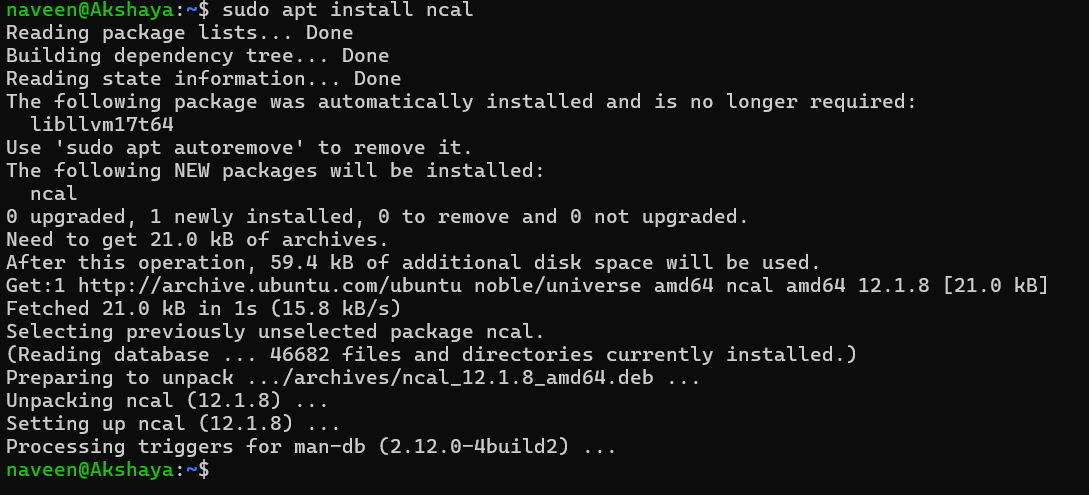 naveen@Akshaya:~$ sudo apt install ncal
Reading package lists... Done
Building dependency tree... Done
Reading state information... Done
The following package was automatically installed and is no longer required:
  libllvm17t64
Use 'sudo apt autoremove' to remove it.
The following NEW packages will be installed:
  ncal
0 upgraded, 1 newly installed, 0 to remove and 0 not upgraded.
Need to get 21.0 kB of archives.
After this operation, 59.4 kB of additional disk space will be used.
Get:1 http://archive.ubuntu.com/ubuntu noble/universe amd64 ncal amd64 12.1.8 [21.0 kB]
Fetched 21.0 kB in 1s (15.8 kB/s)
Selecting previously unselected package ncal.
(Reading database ... 46682 files and directories currently installed.)
Preparing to unpack .../archives/ncal_12.1.8_amd64.deb ...
Unpacking ncal (12.1.8) ...
Setting up ncal (12.1.8) ...
Processing triggers for man-db (2.12.0-4build2) ...
naveen@Akshaya:~$